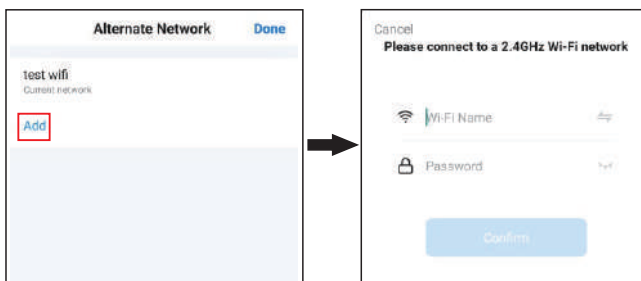 Alternate Network Done
test wifi
Current network
Add
Cancel
Please connect to a 2.4GHz Wi-Fi network
Wi-Fi Name
Password
Confirm